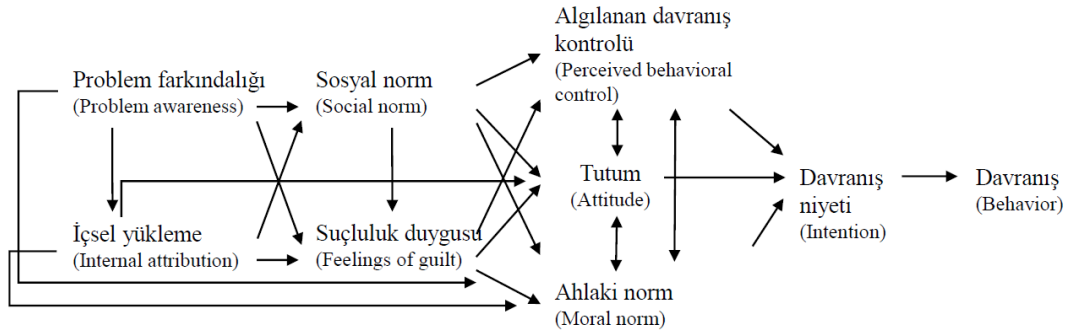 Algılanan davranış
kontrolü
(Perceived behavioral
control)
Problem farkındalığı
(Problem awareness)
Sosyal norm
(Social norm)
Tutum
(Attitude)
Davranış
niyeti
(Intention)
Davranış
(Behavior)
İçsel yükleme
(Internal attribution)
Suçluluk duygusu
(Feelings of guilt)
Ahlaki norm
(Moral norm)